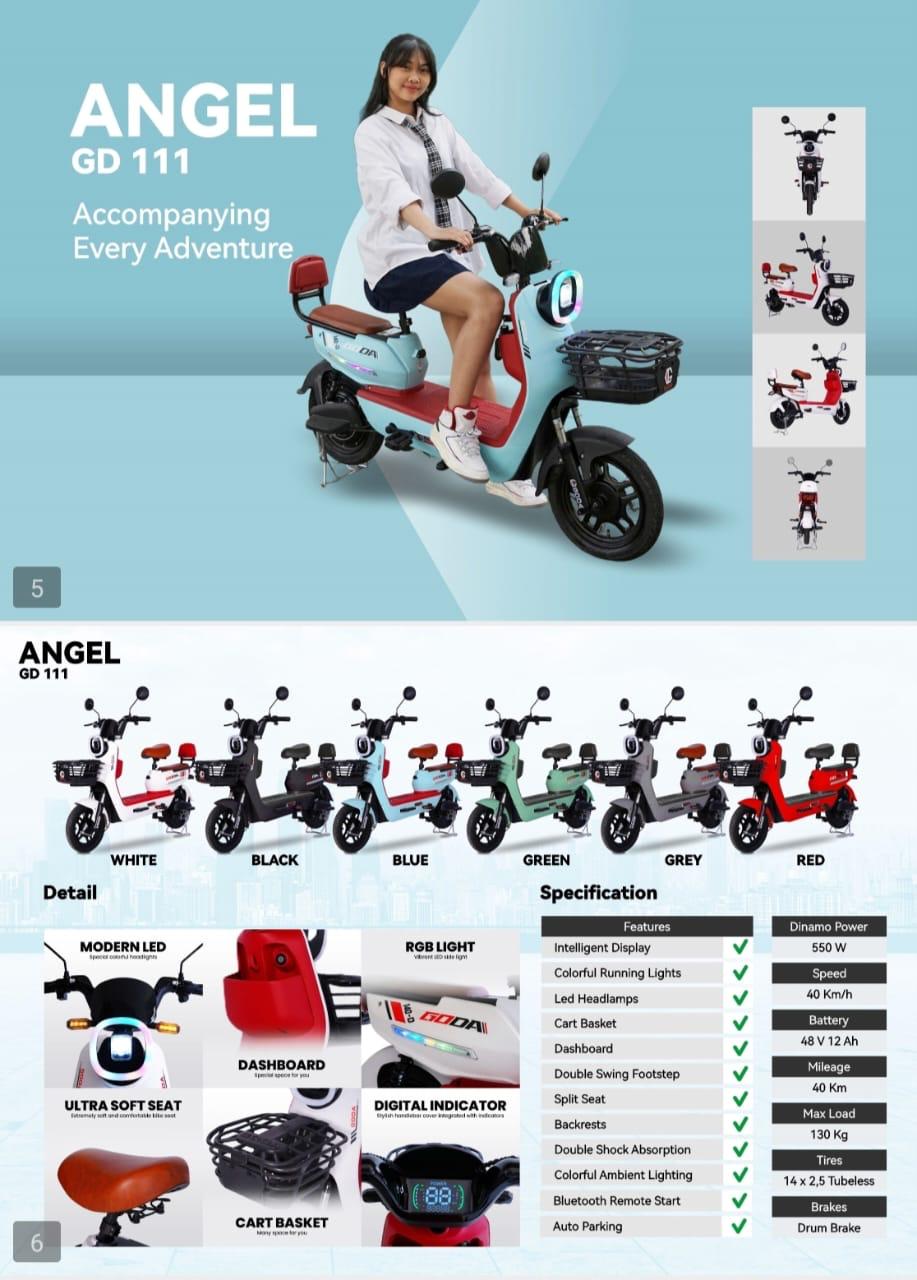 ANGEL
GD 111
Accompanying
Every Adventure
GODA
GODA
5
ANGEL
GD 111
WHITE
BLACK
BLUE
GREEN
GREY
RED
Detail
MODERN LED
Special colorful headlights
DASHBOARD
Special space for you
RGB LIGHT
Vibrant LED side light
GODA
ULTRA SOFT SEAT
Extremely soft and comfortable bike seat
CART BASKET
Many space for you
GODA
DIGITAL INDICATOR
Stylish handlebar cover integrated with indicators
POWER
88
6
Specification
Features
Intelligent Display
Colorful Running Lights
Led Headlamps
Cart Basket
Dashboard
Double Swing Footstep
Split Seat
Backrests
Double Shock Absorption
Colorful Ambient Lighting
Bluetooth Remote Start
Auto Parking
Dinamo Power
550 W
Speed
40 Km/h
Battery
48 V 12 Ah
Mileage
40 Km
Max Load
130 Kg
Tires
14 x 2,5 Tubeless
Brakes
Drum Brake